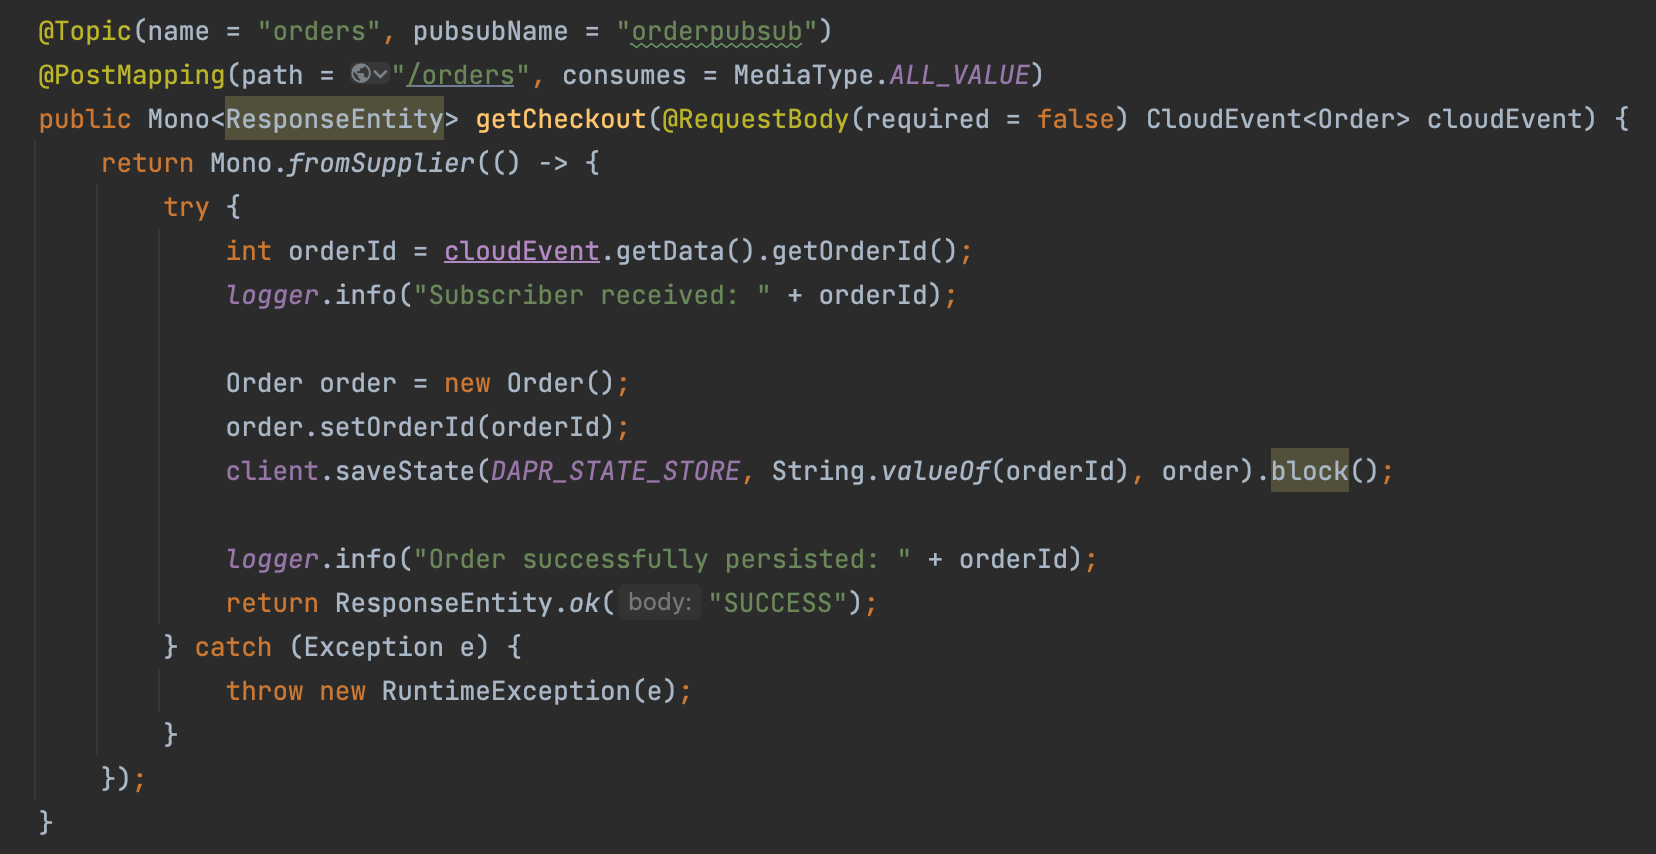 @Topic(name = "orders", pubsubName = "orderpubsub")
@PostMapping(path = "/orders", consumes = MediaType.ALL_VALUE)
public Mono<ResponseEntity> getCheckout(@RequestBody(required = false) CloudEvent<Order> cloudEvent) {
return Mono.fromSupplier(() -> {
try {
int orderId = cloudEvent.getData().getOrderId();
logger.info("Subscriber received: " + orderId);
Order order = new Order();
order.setOrderId(orderId);
client.saveState(DAPR_STATE_STORE, String.valueOf(orderId), order).block();
logger.info("Order successfully persisted: " + orderId);
return ResponseEntity.ok( body: "SUCCESS");
} catch (Exception e) {
throw new RuntimeException(e);
}
});
}